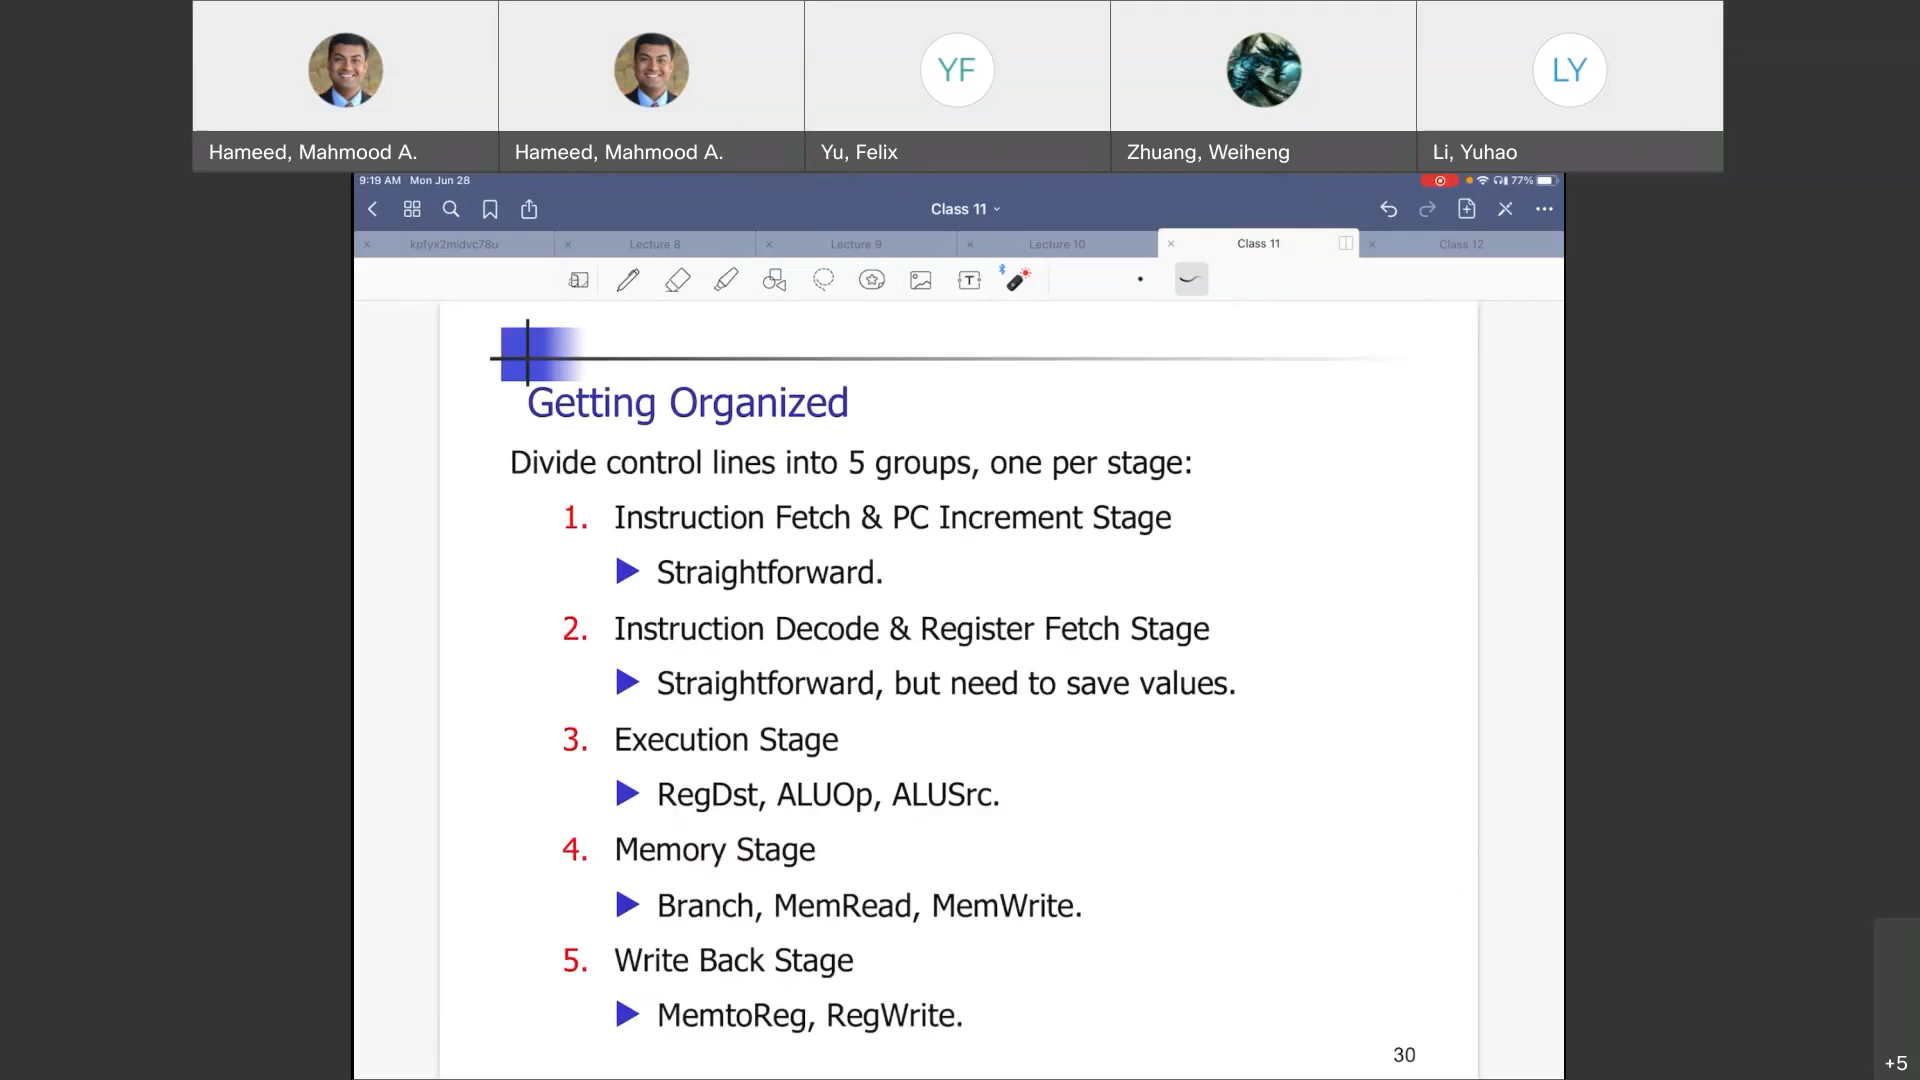 YF
LY
Hameed, Mahmood A.
Hameed, Mahmood A.
Yu, Felix
Zhuang, Weiheng
Li, Yuhao
9:19 AM Mon Jun 28
77%
Class 11
kpfyx2midvc78u
Lecture 8
Lecture 9
Lecture 10
Class 11
Class 12
T
Getting Organized
Divide control lines into 5 groups, one per stage:
1. Instruction Fetch & PC Increment Stage
Straightforward.
2. Instruction Decode & Register Fetch Stage
Straightforward, but need to save values.
3. Execution Stage
RegDst, ALUOp, ALUSrc.
4. Memory Stage
Branch, MemRead, MemWrite.
5. Write Back Stage
MemtoReg, RegWrite.
30
+5